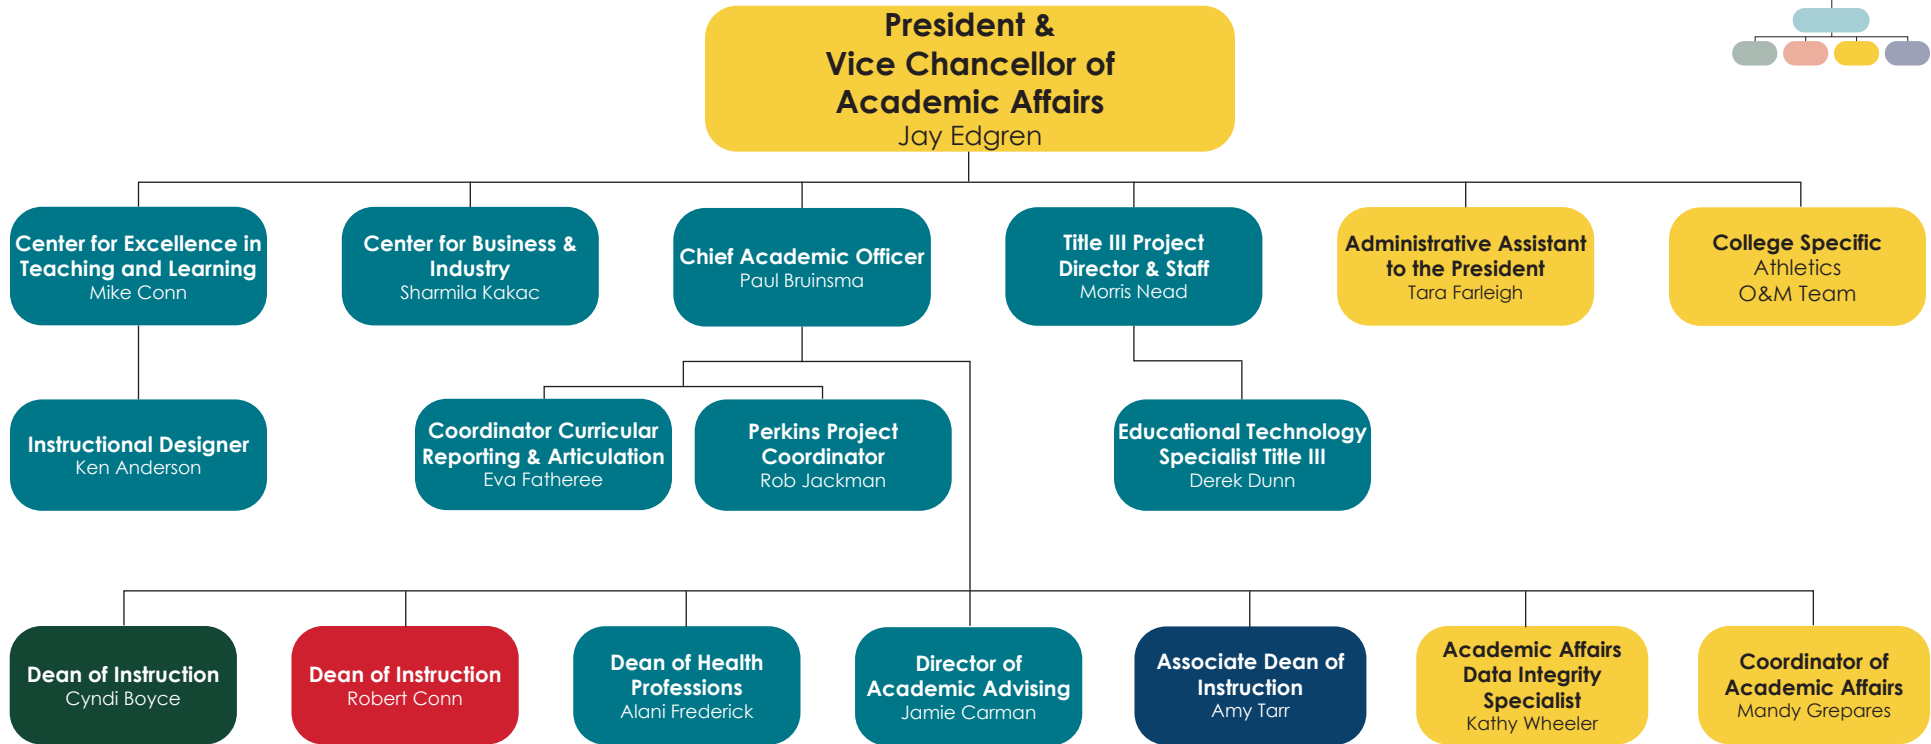 President &
Vice Chancellor of
Academic Affairs
Jay Edgren
Center for Excellence in
Teaching and Learning
Mike Conn
Center for Business &
Industry
Sharmila Kakac
Chief Academic Officer
Paul Bruinsma
Title III Project
Director & Staff
Morris Nead
Administrative Assistant
to the President
Tara Farleigh
College Specific
Athletics
O&M Team
Instructional Designer
Ken Anderson
Coordinator Curricular
Reporting & Articulation
Eva Fatheree
Perkins Project
Coordinator
Rob Jackman
Educational Technology
Specialist Title III
Derek Dunn
Dean of Instruction
Cyndi Boyce
Dean of Instruction
Robert Conn
Dean of Health
Professions
Alani Frederick
Director of
Academic Advising
Jamie Carman
Associate Dean of
Instruction
Amy Tarr
Academic Affairs
Data Integrity
Specialist
Kathy Wheeler
Coordinator of
Academic Affairs
Mandy Grepares